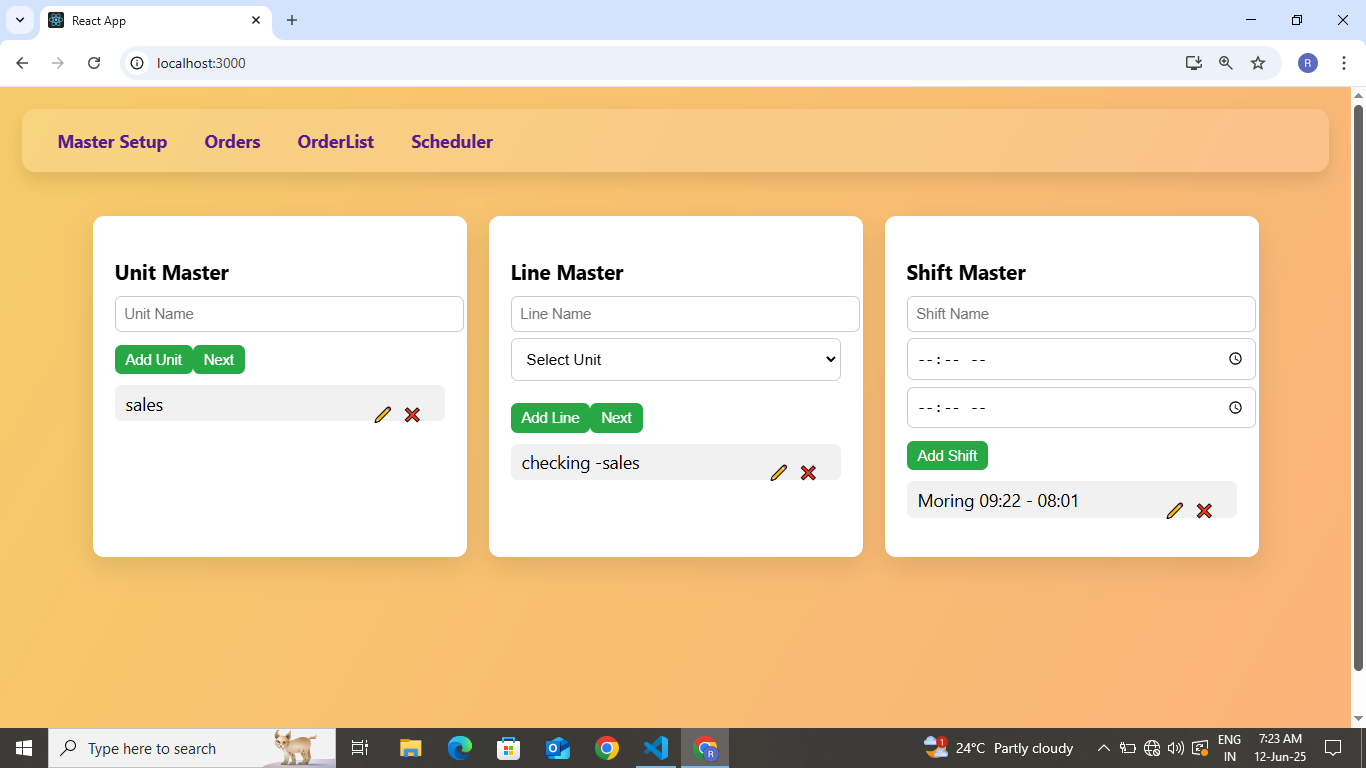 React App
localhost:3000
R
Master Setup Orders OrderList Scheduler
Unit Master
Unit Name
Add Unit Next
sales
Line Master
Line Name
Select Unit
Add Line Next
checking -sales
Shift Master
Shift Name
--:-- --
--:-- --
Add Shift
Moring 09:22 - 08:01
Type here to search
R
1
24°C Partly cloudy
ENG
IN
7:23 AM
12-Jun-25